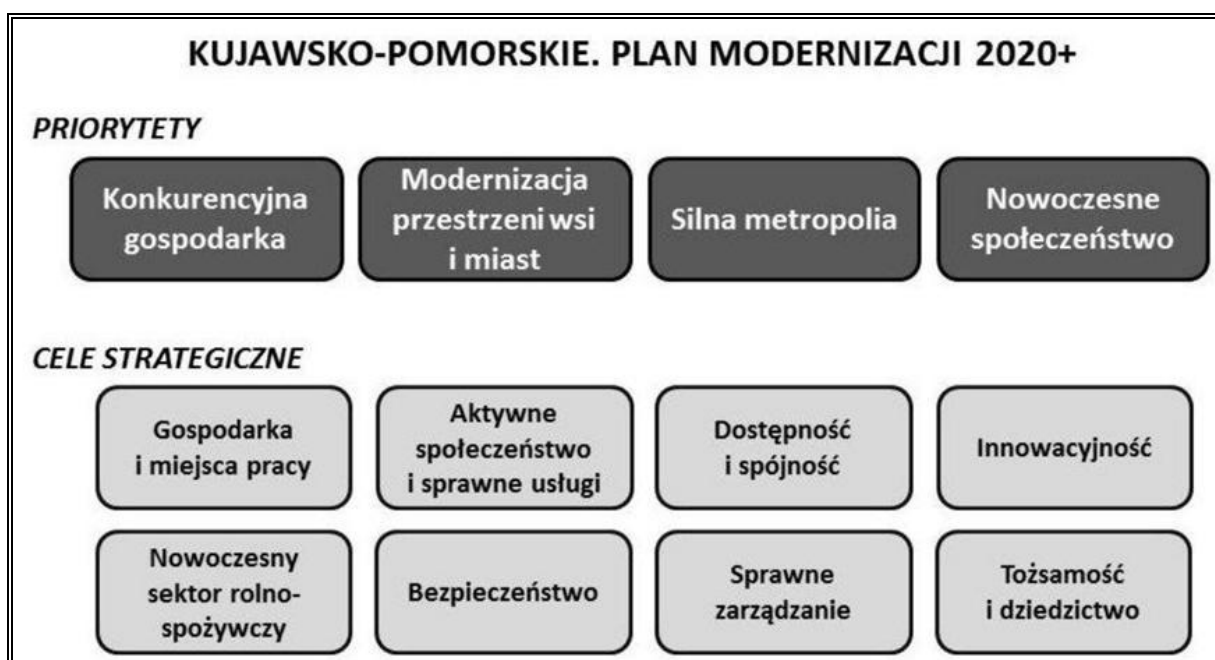 KUJAWSKO-POMORSKIE. PLAN MODERNIZACJI 2020+
PRIORYTETY
Konkurencyjna
gospodarka
Modernizacja
przestrzeni wsi
i miast
Silna metropolia
Nowoczesne
społeczeństwo
CELE STRATEGICZNE
Gospodarka
i miejsca pracy
Aktywne
społeczeństwo
i sprawne usługi
Dostępność
i spójność
Innowacyjność
Nowoczesny
sektor rolno-
spożywczy
Bezpieczeństwo
Sprawne
zarządzanie
Tożsamość
i dziedzictwo